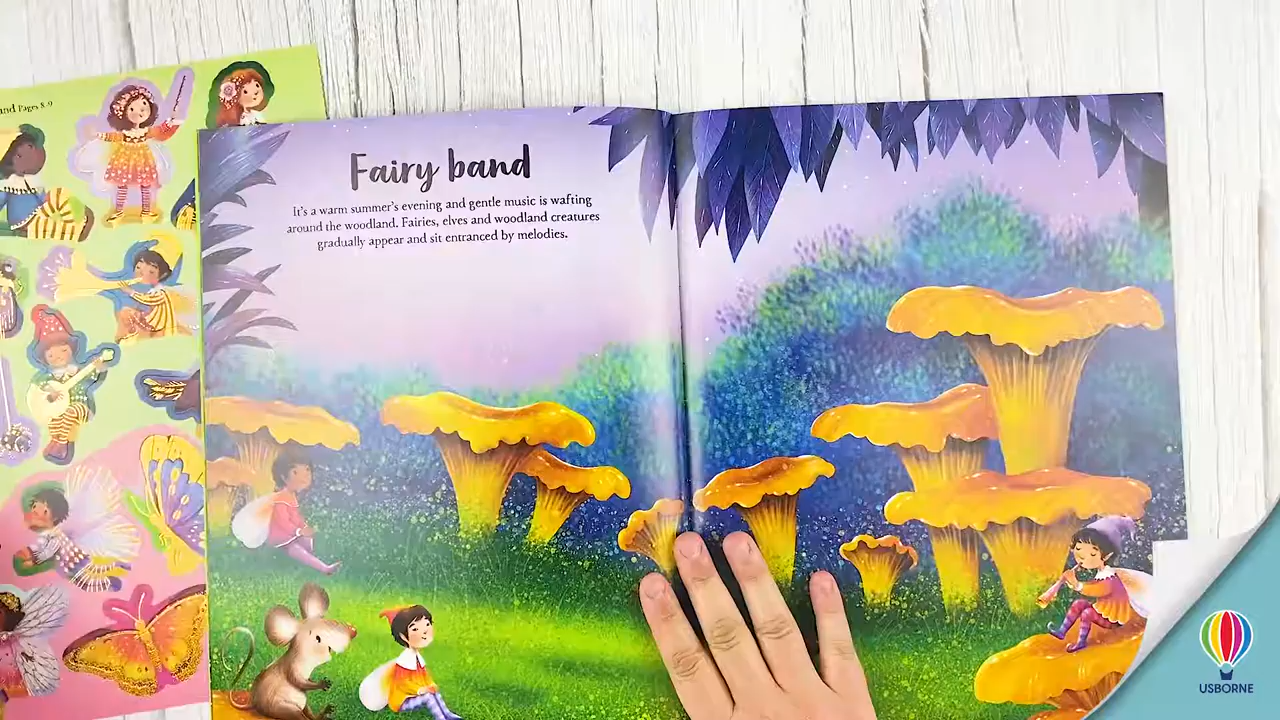 and Pages 8-9
Fairy band
It's a warm summer's evening and gentle music is wafting
around the woodland. Fairies, elves and woodland creatures
gradually appear and sit entranced by melodies.
USBORNE